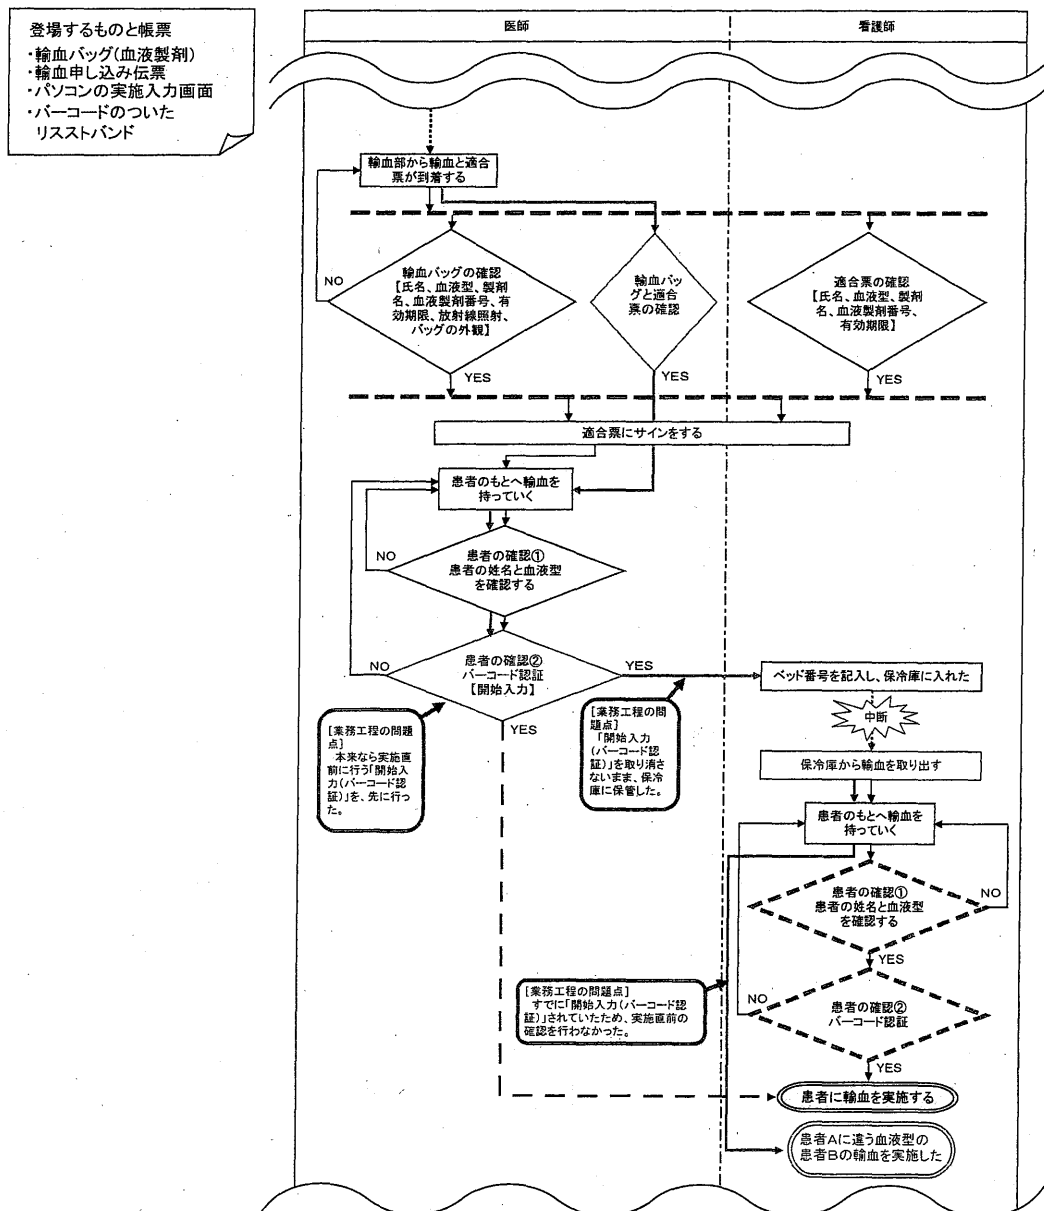 登場するものと帳票
・輸血バッグ(血液製剤)
・輸血申し込み伝票
・パソコンの実施入力画面
・バーコードのついた
リスストバンド
医師
看護師
輸血部から輸血と適合
票が到着する
輸血バッグの確認
【氏名、血液型、製剤
名、血液製剤番号、有
効期限、放射線照射、
バッグの外観】
NO
YES
輸血バッ
グと適合
票の確認
YES
適合票の確認
【氏名、血液型、製剤
名、血液製剤番号、
有効期限】
YES
適合票にサインをする
患者のもとへ輸血を
持っていく
NO
患者の確認①
患者の姓名と血液型
を確認する
NO
患者の確認②
バーコード認証
【開始入力】
YES
YES
ベッド番号を記入し、保冷庫に入れた
中断
[業務工程の問題
点]
本来なら実施直
前に行う「開始入
力(バーコード認
証)」を、先に行っ
た。
[業務工程の問
題点]
「開始入力
(バーコード認
証)」を取り消さ
ないまま、保冷
庫に保管した。
保冷庫から輸血を取り出す
患者のもとへ輸血を
持っていく
患者の確認①
患者の姓名と血液型
を確認する
NO
YES
[業務工程の問題点]
すでに「開始入力(バーコード認
証)」されていたため、実施直前の
確認を行わなかった。
NO
患者の確認②
バーコード認証
YES
患者に輸血を実施する
患者Aに違う血液型の
患者Bの輸血を実施した